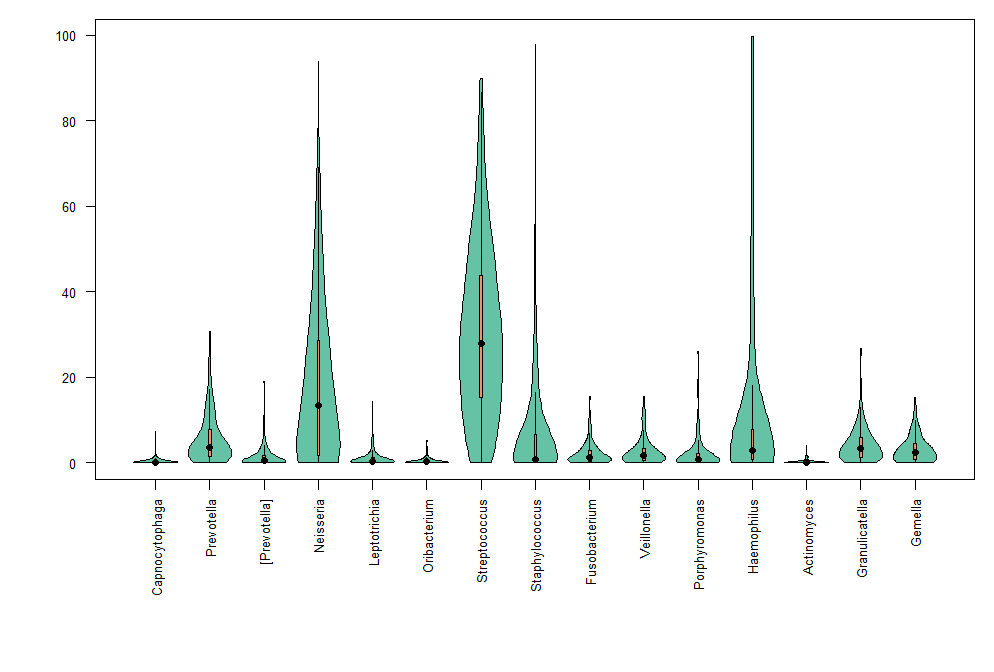 100
80
60
40
20
0
Capnocytophaga
Prevotella
[Prevotella]
Neisseria
Leptotrichia
Oribacterium
Streptococcus
Staphylococcus
Fusobacterium
Veillonella
Porphyromonas
Haemophilus
Actinomyces
Granulicatella
Gemella